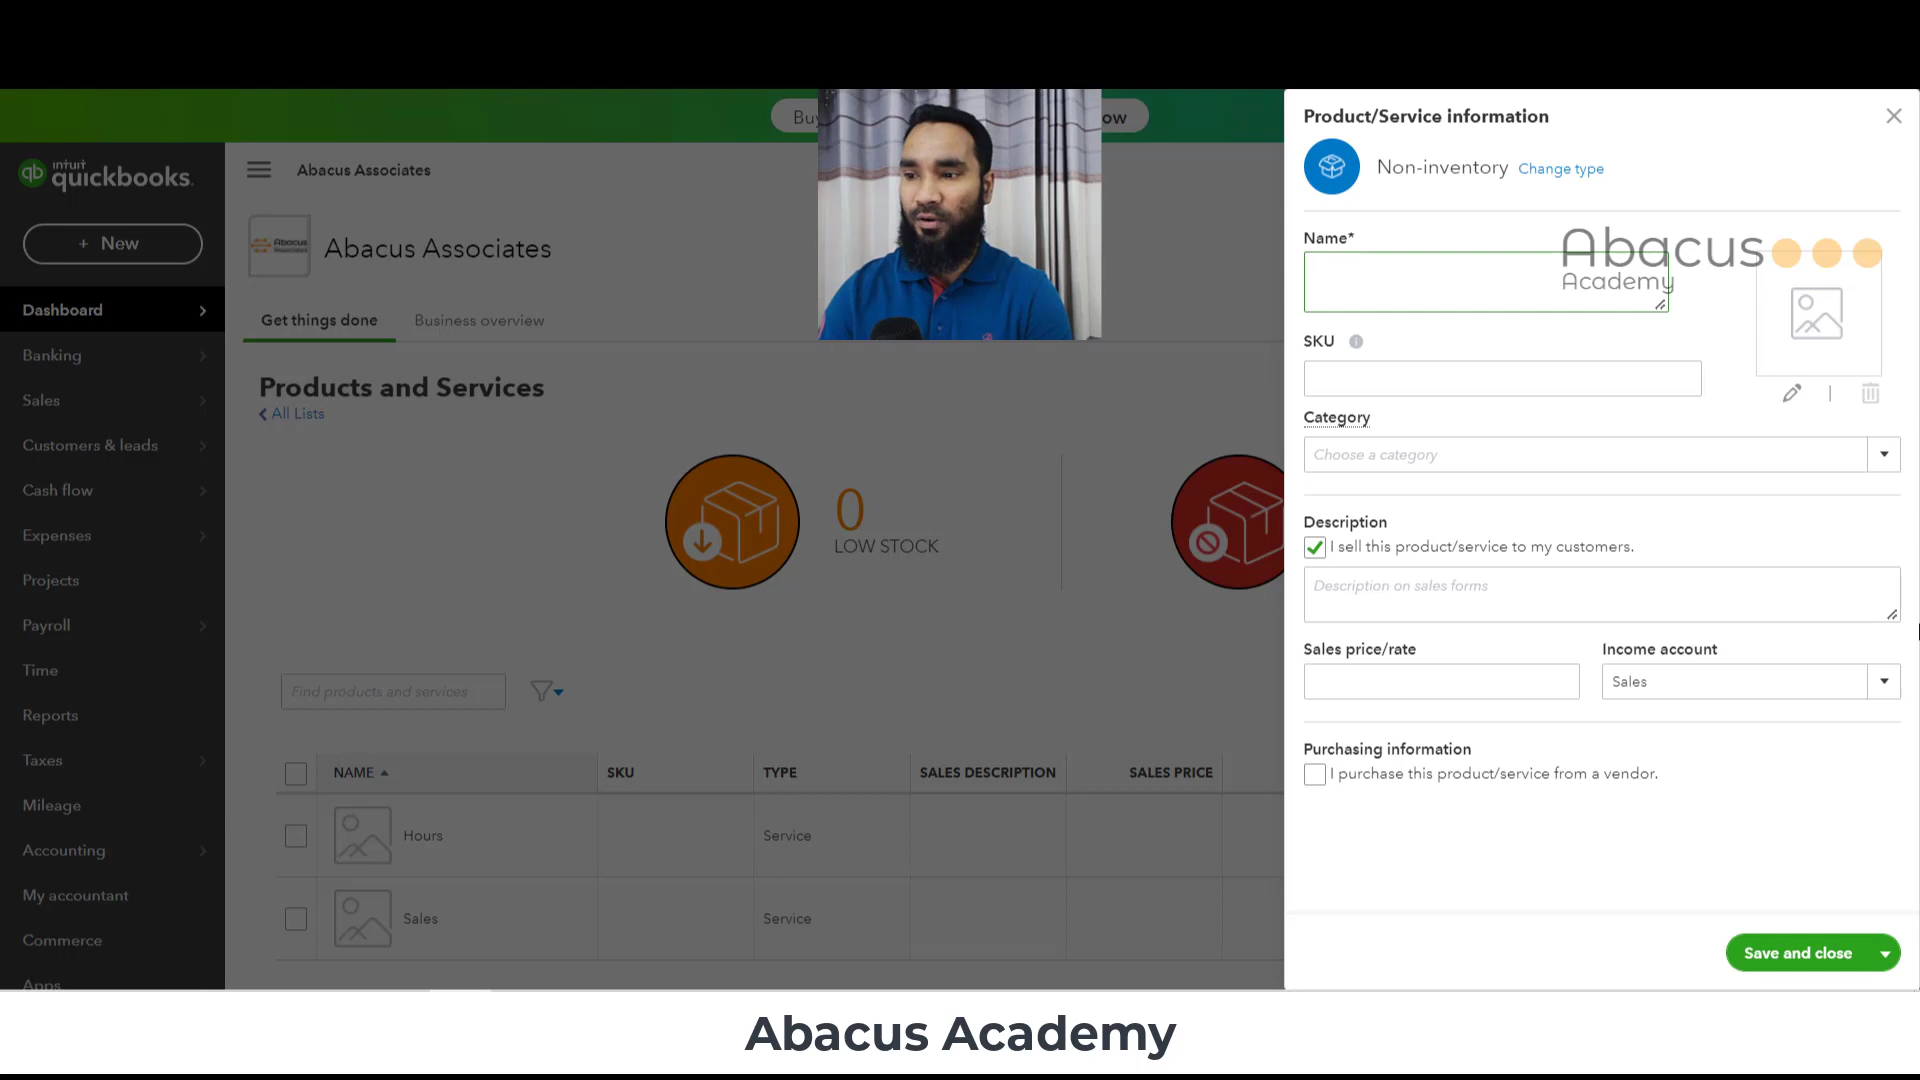 Buy
ow
intuit
quickbooks.
+ New
Dashboard
Banking
Sales
Customers & leads
Cash flow
Expenses
Projects
Payroll
Time
Reports
Taxes
Mileage
Accounting
My accountant
Commerce
Apps
Abacus Associates
Abacus Associates
Abacus Associates
Get things done
Business overview
Products and Services
All Lists
0
LOW STOCK
Find products and services
NAME
SKU
TYPE
SALES DESCRIPTION
SALES PRICE
Hours
Service
Sales
Service
Product/Service information
Non-inventory Change type
Name*
Abacus
Academy
SKU
Category
Choose a category
Description
I sell this product/service to my customers.
Description on sales forms
Sales price/rate
Income account
Sales
Purchasing information
I purchase this product/service from a vendor.
Save and close
Abacus Academy